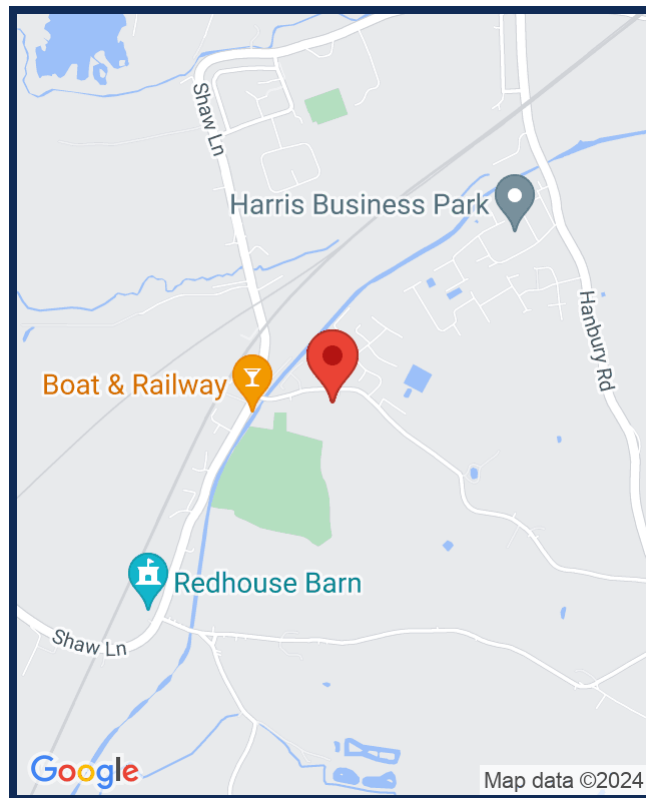 Shaw Ln
Harris Business Park
Hanbury Rd
Boat & Railway
Redhouse Barn
Shaw Ln
Google
Map data ©2024